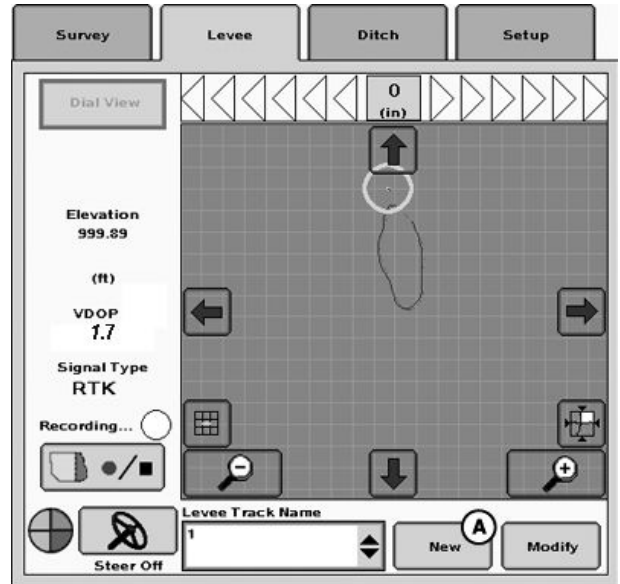 Survey
Levee
Ditch
Setup
Dial View
0
(in)
Elevation
999.89
(ft)
VDOP
1.7
Signal Type
RTK
Recording...
Levee Track Name
1
Steer Off
New
A
Modify